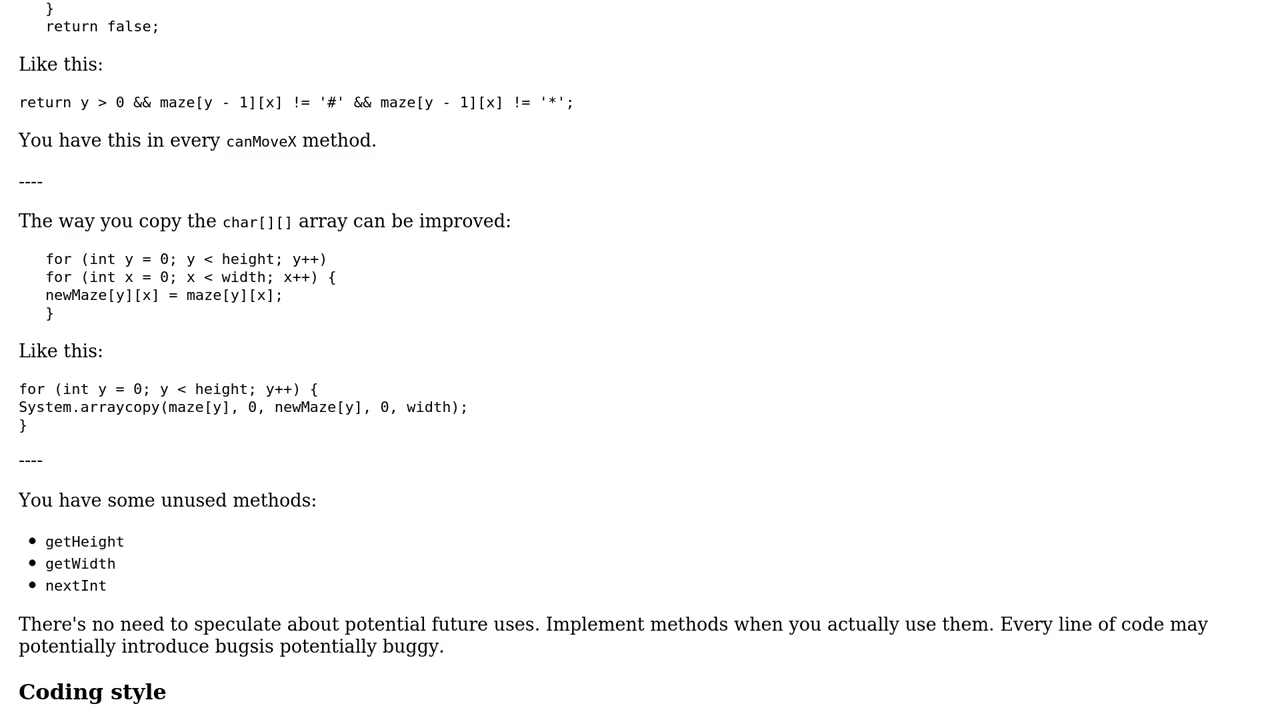 }
return false;
Like this:
return y > 0 && maze[y - 1][x] != '#' && maze[y - 1][x] != '*';
You have this in every canMoveX method.
----
The way you copy the char[][] array can be improved:
for (int y = 0; y < height; y++)
for (int x = 0; x < width; x++) {
newMaze[y][x] = maze[y][x];
}
Like this:
for (int y = 0; y < height; y++) {
System.arraycopy(maze[y], 0, newMaze[y], 0, width);
}
----
You have some unused methods:
• getHeight
• getWidth
• nextInt
There's no need to speculate about potential future uses. Implement methods when you actually use them. Every line of code may
potentially introduce bugsis potentially buggy.
Coding style